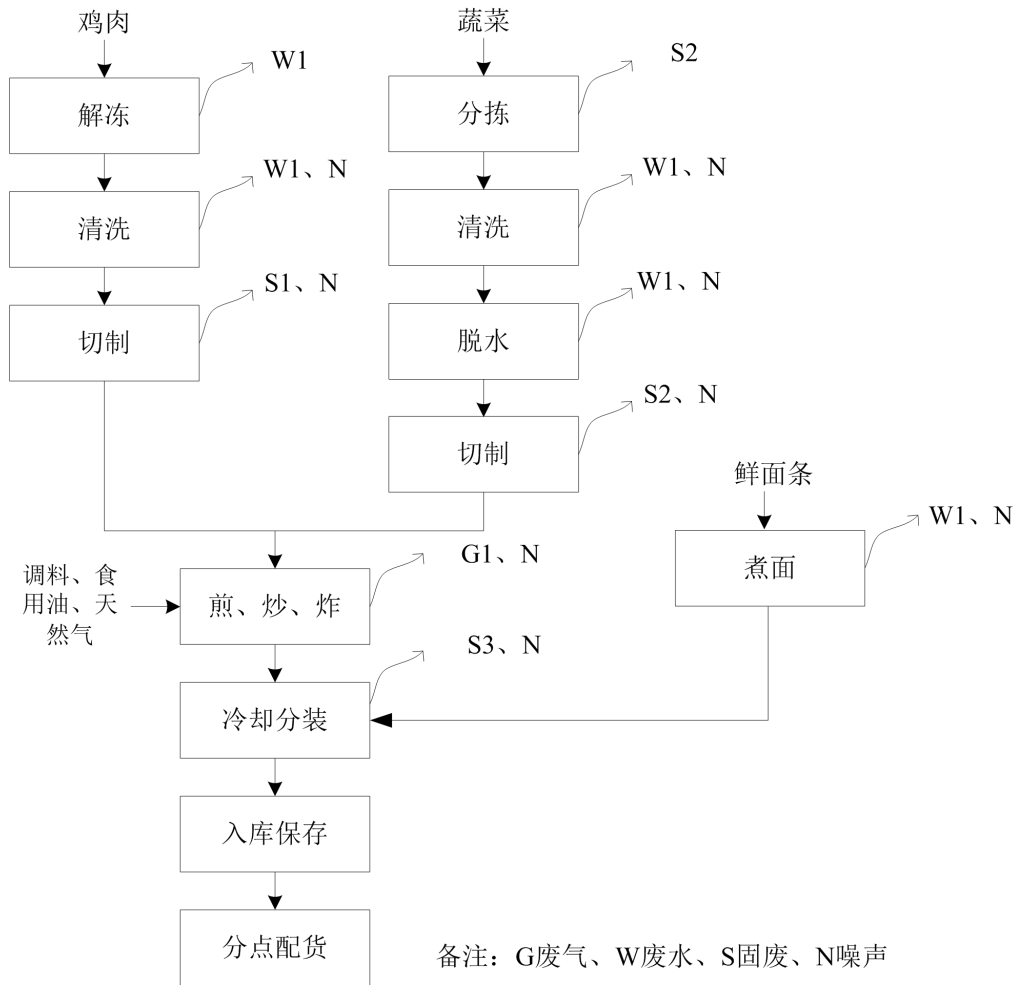 鸡肉
蔬菜
W1
S2
解冻
分拣
W1、N
W1、N
清洗
清洗
S1、N
W1、N
切制
脱水
S2、N
切制
鲜面条
W1、N
G1、N
煮面
调料、食
用油、天
然气
煎、炒、炸
S3、N
冷却分装
入库保存
分点配货
备注：G废气、W废水、S固废、N噪声